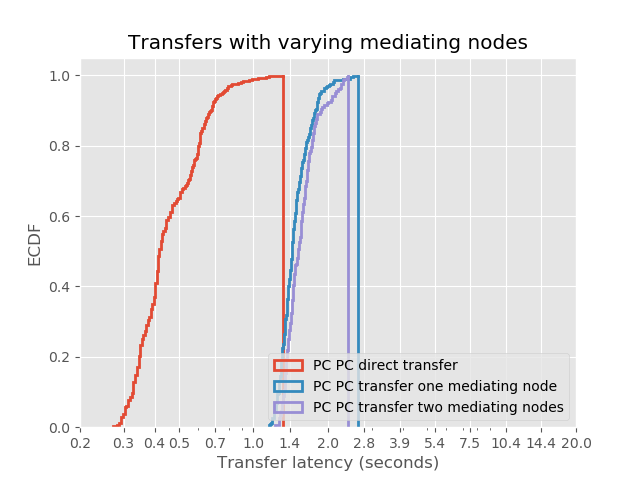 Transfers with varying mediating nodes
ECDF
1.0
0.8
0.6
0.4
0.2
0.0
PC PC direct transfer
PC PC transfer one mediating node
PC PC transfer two mediating nodes
0.2 0.3 0.4 0.5 0.7 1.0 1.4 2.0 2.8 3.9 5.4 7.5 10.4 14.4 20.0
Transfer latency (seconds)